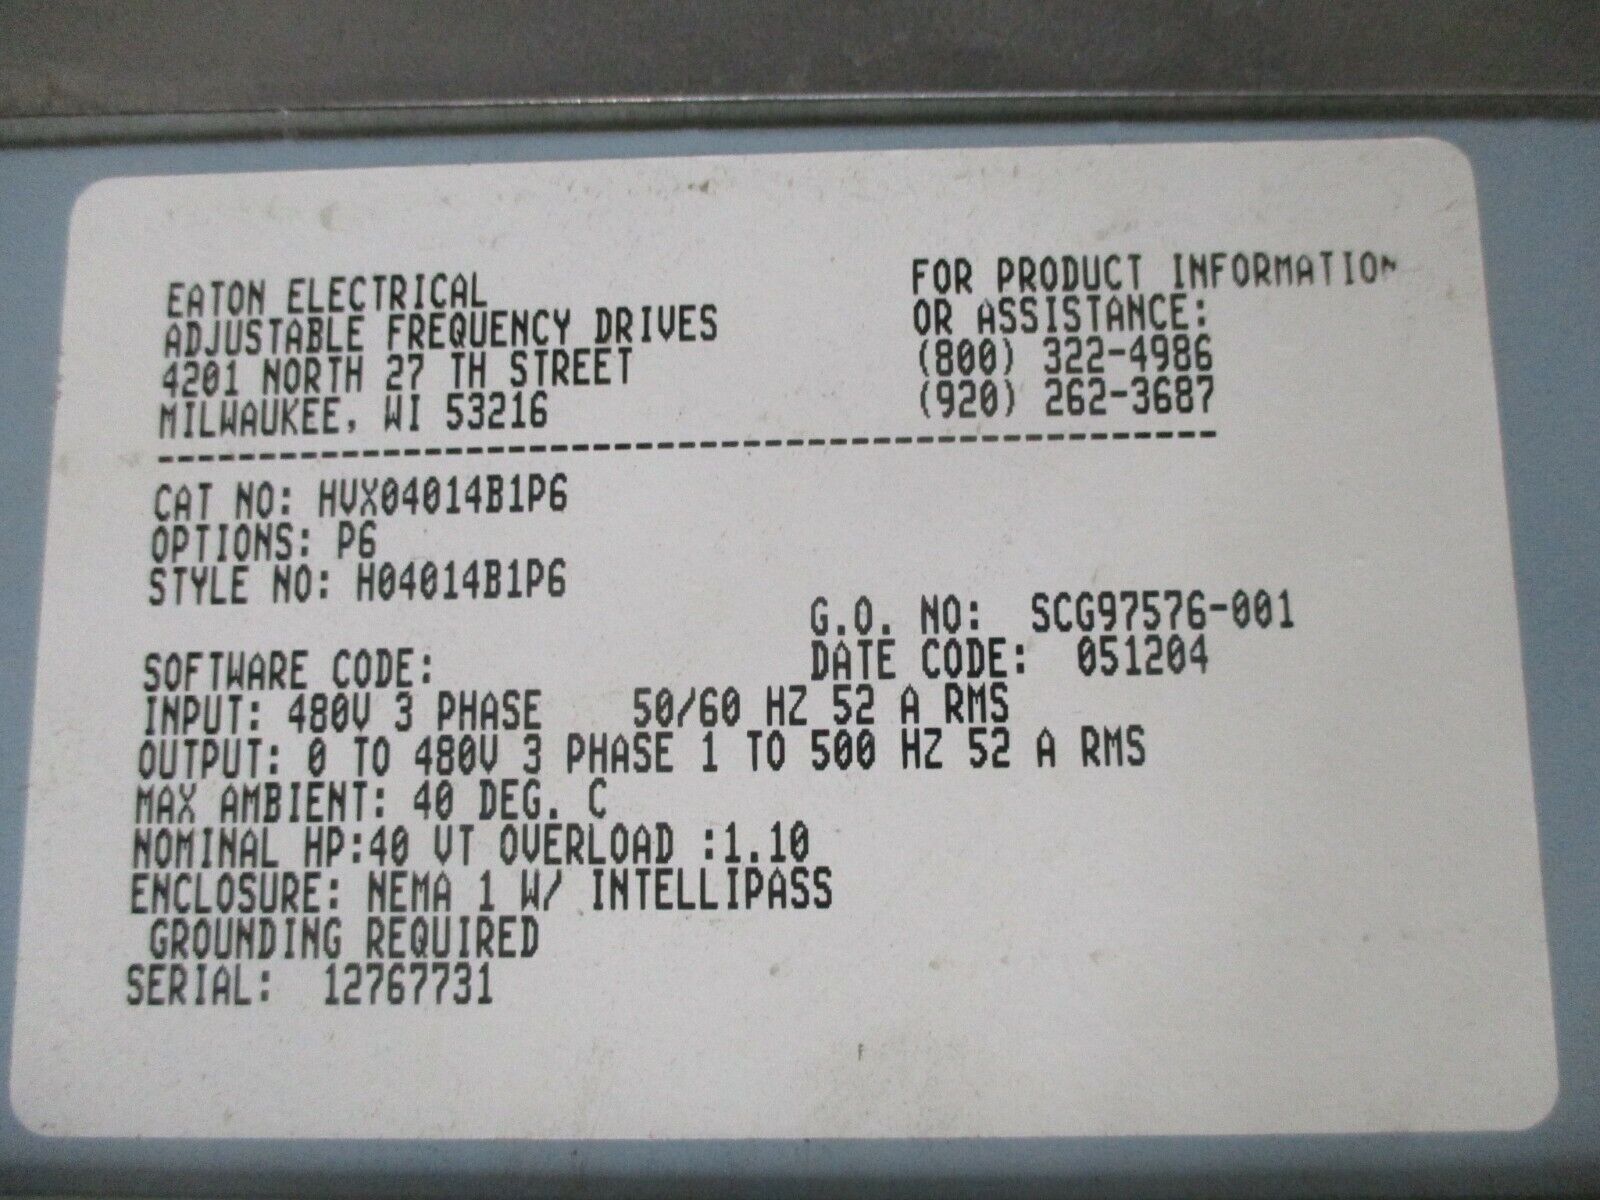 EATON ELECTRICAL
ADJUSTABLE FREQUENCY DRIVES
4201 NORTH 27 TH STREET
MILWAUKEE, WI 53216
FOR PRODUCT INFORMATION
OR ASSISTANCE:
(800) 322-4986
(920) 262-3687
--------------------------------------------------
CAT NO: HVX04014B1P6
OPTIONS: P6
STYLE NO: H04014B1P6
G.O. NO: SCG97576-001
SOFTWARE CODE: DATE CODE: 051204
INPUT: 480V 3 PHASE 50/60 HZ 52 A RMS
OUTPUT: 0 TO 480V 3 PHASE 1 TO 500 HZ 52 A RMS
MAX AMBIENT: 40 DEG. C
NOMINAL HP:40 VT OVERLOAD :1.10
ENCLOSURE: NEMA 1 W/ INTELLIPASS
GROUNDING REQUIRED
SERIAL: 12767731